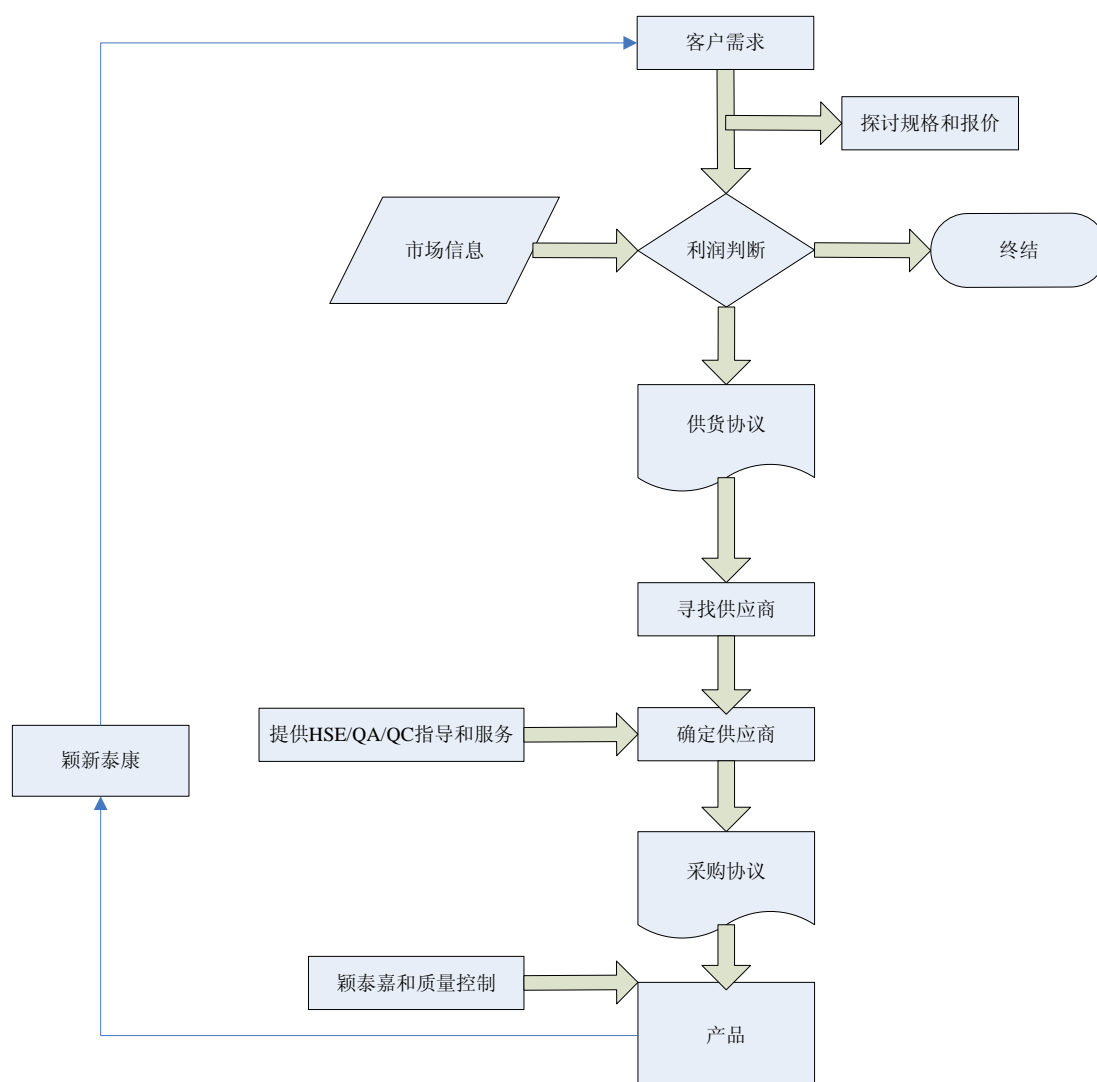 客户需求
探讨规格和报价
市场信息
利润判断
终结
供货协议
寻找供应商
提供HSE/QA/QC指导和服务
确定供应商
颖新泰康
采购协议
颖泰嘉和质量控制
产品